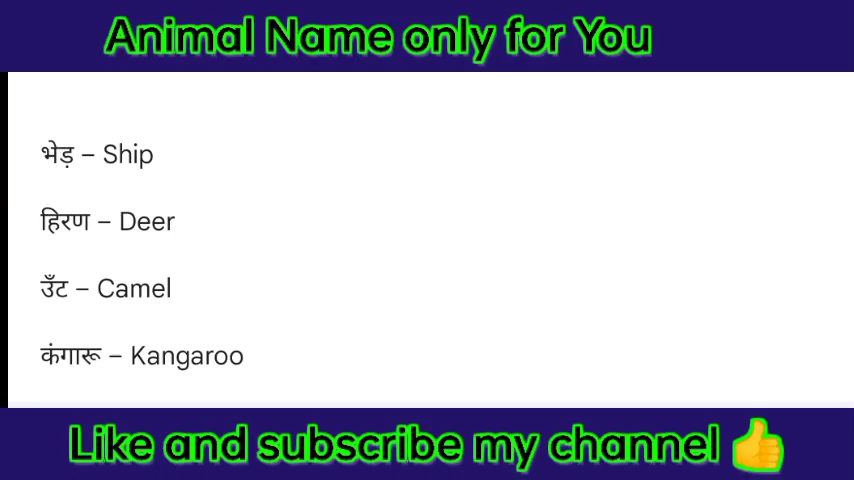 Animal Name only for You
भेड़ – Ship
हिरण – Deer
उँट – Camel
कंगारू – Kangaroo
Like and subscribe my channel 👍